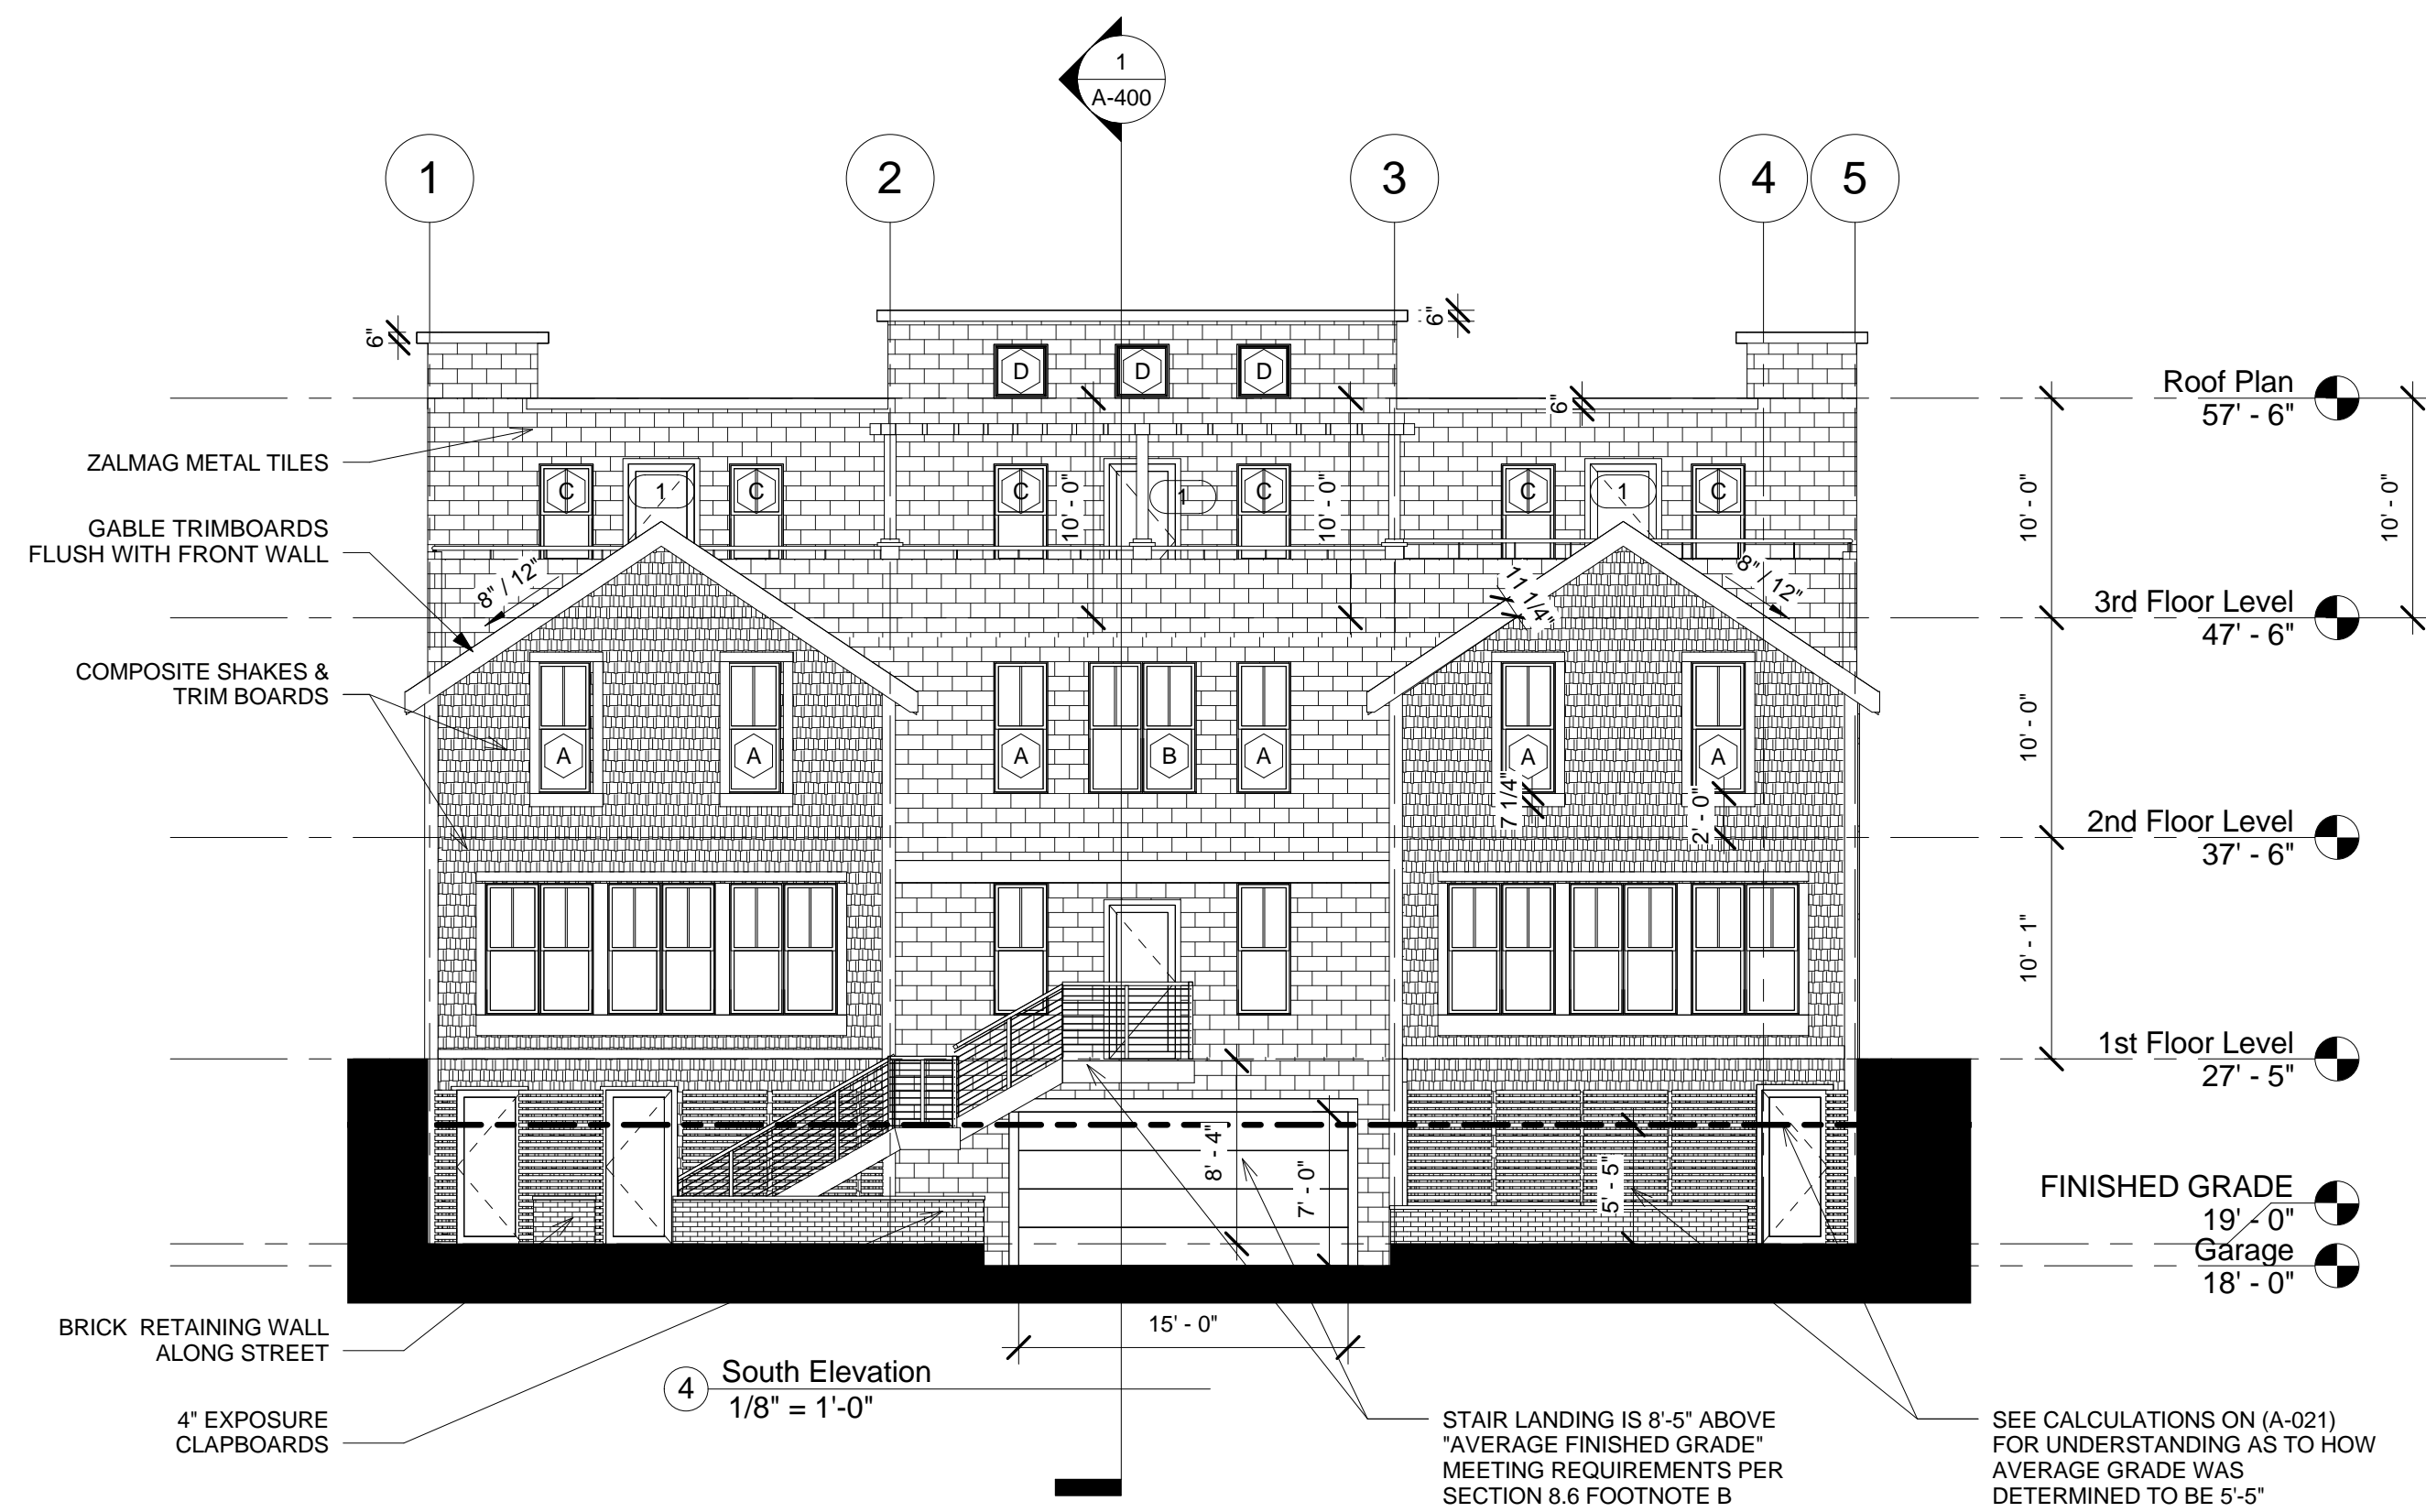 1
A-400
1
2
3
4
5
6"
6"
6"
D
D
D
Roof Plan
57' - 6"
ZALMAG METAL TILES
C
1
C
C
1
C
C
1
C
10' - 0"
10' - 0"
10' - 0"
10' - 0"
GABLE TRIMBOARDS
FLUSH WITH FRONT WALL
8" / 12"
11 1/4"
8" / 12"
3rd Floor Level
47' - 6"
COMPOSITE SHAKES &
TRIM BOARDS
A
A
A
B
A
A
A
10' - 0"
7 1/4"
2' - 0"
2nd Floor Level
37' - 6"
10' - 1"
1st Floor Level
27' - 5"
8' - 4"
7' - 0"
5' - 5"
FINISHED GRADE
19' - 0"
Garage
18' - 0"
BRICK RETAINING WALL
ALONG STREET
15' - 0"
4
South Elevation
1/8" = 1'-0"
4" EXPOSURE
CLAPBOARDS
STAIR LANDING IS 8'-5" ABOVE
"AVERAGE FINISHED GRADE"
MEETING REQUIREMENTS PER
SECTION 8.6 FOOTNOTE B
SEE CALCULATIONS ON (A-021)
FOR UNDERSTANDING AS TO HOW
AVERAGE GRADE WAS
DETERMINED TO BE 5'-5"